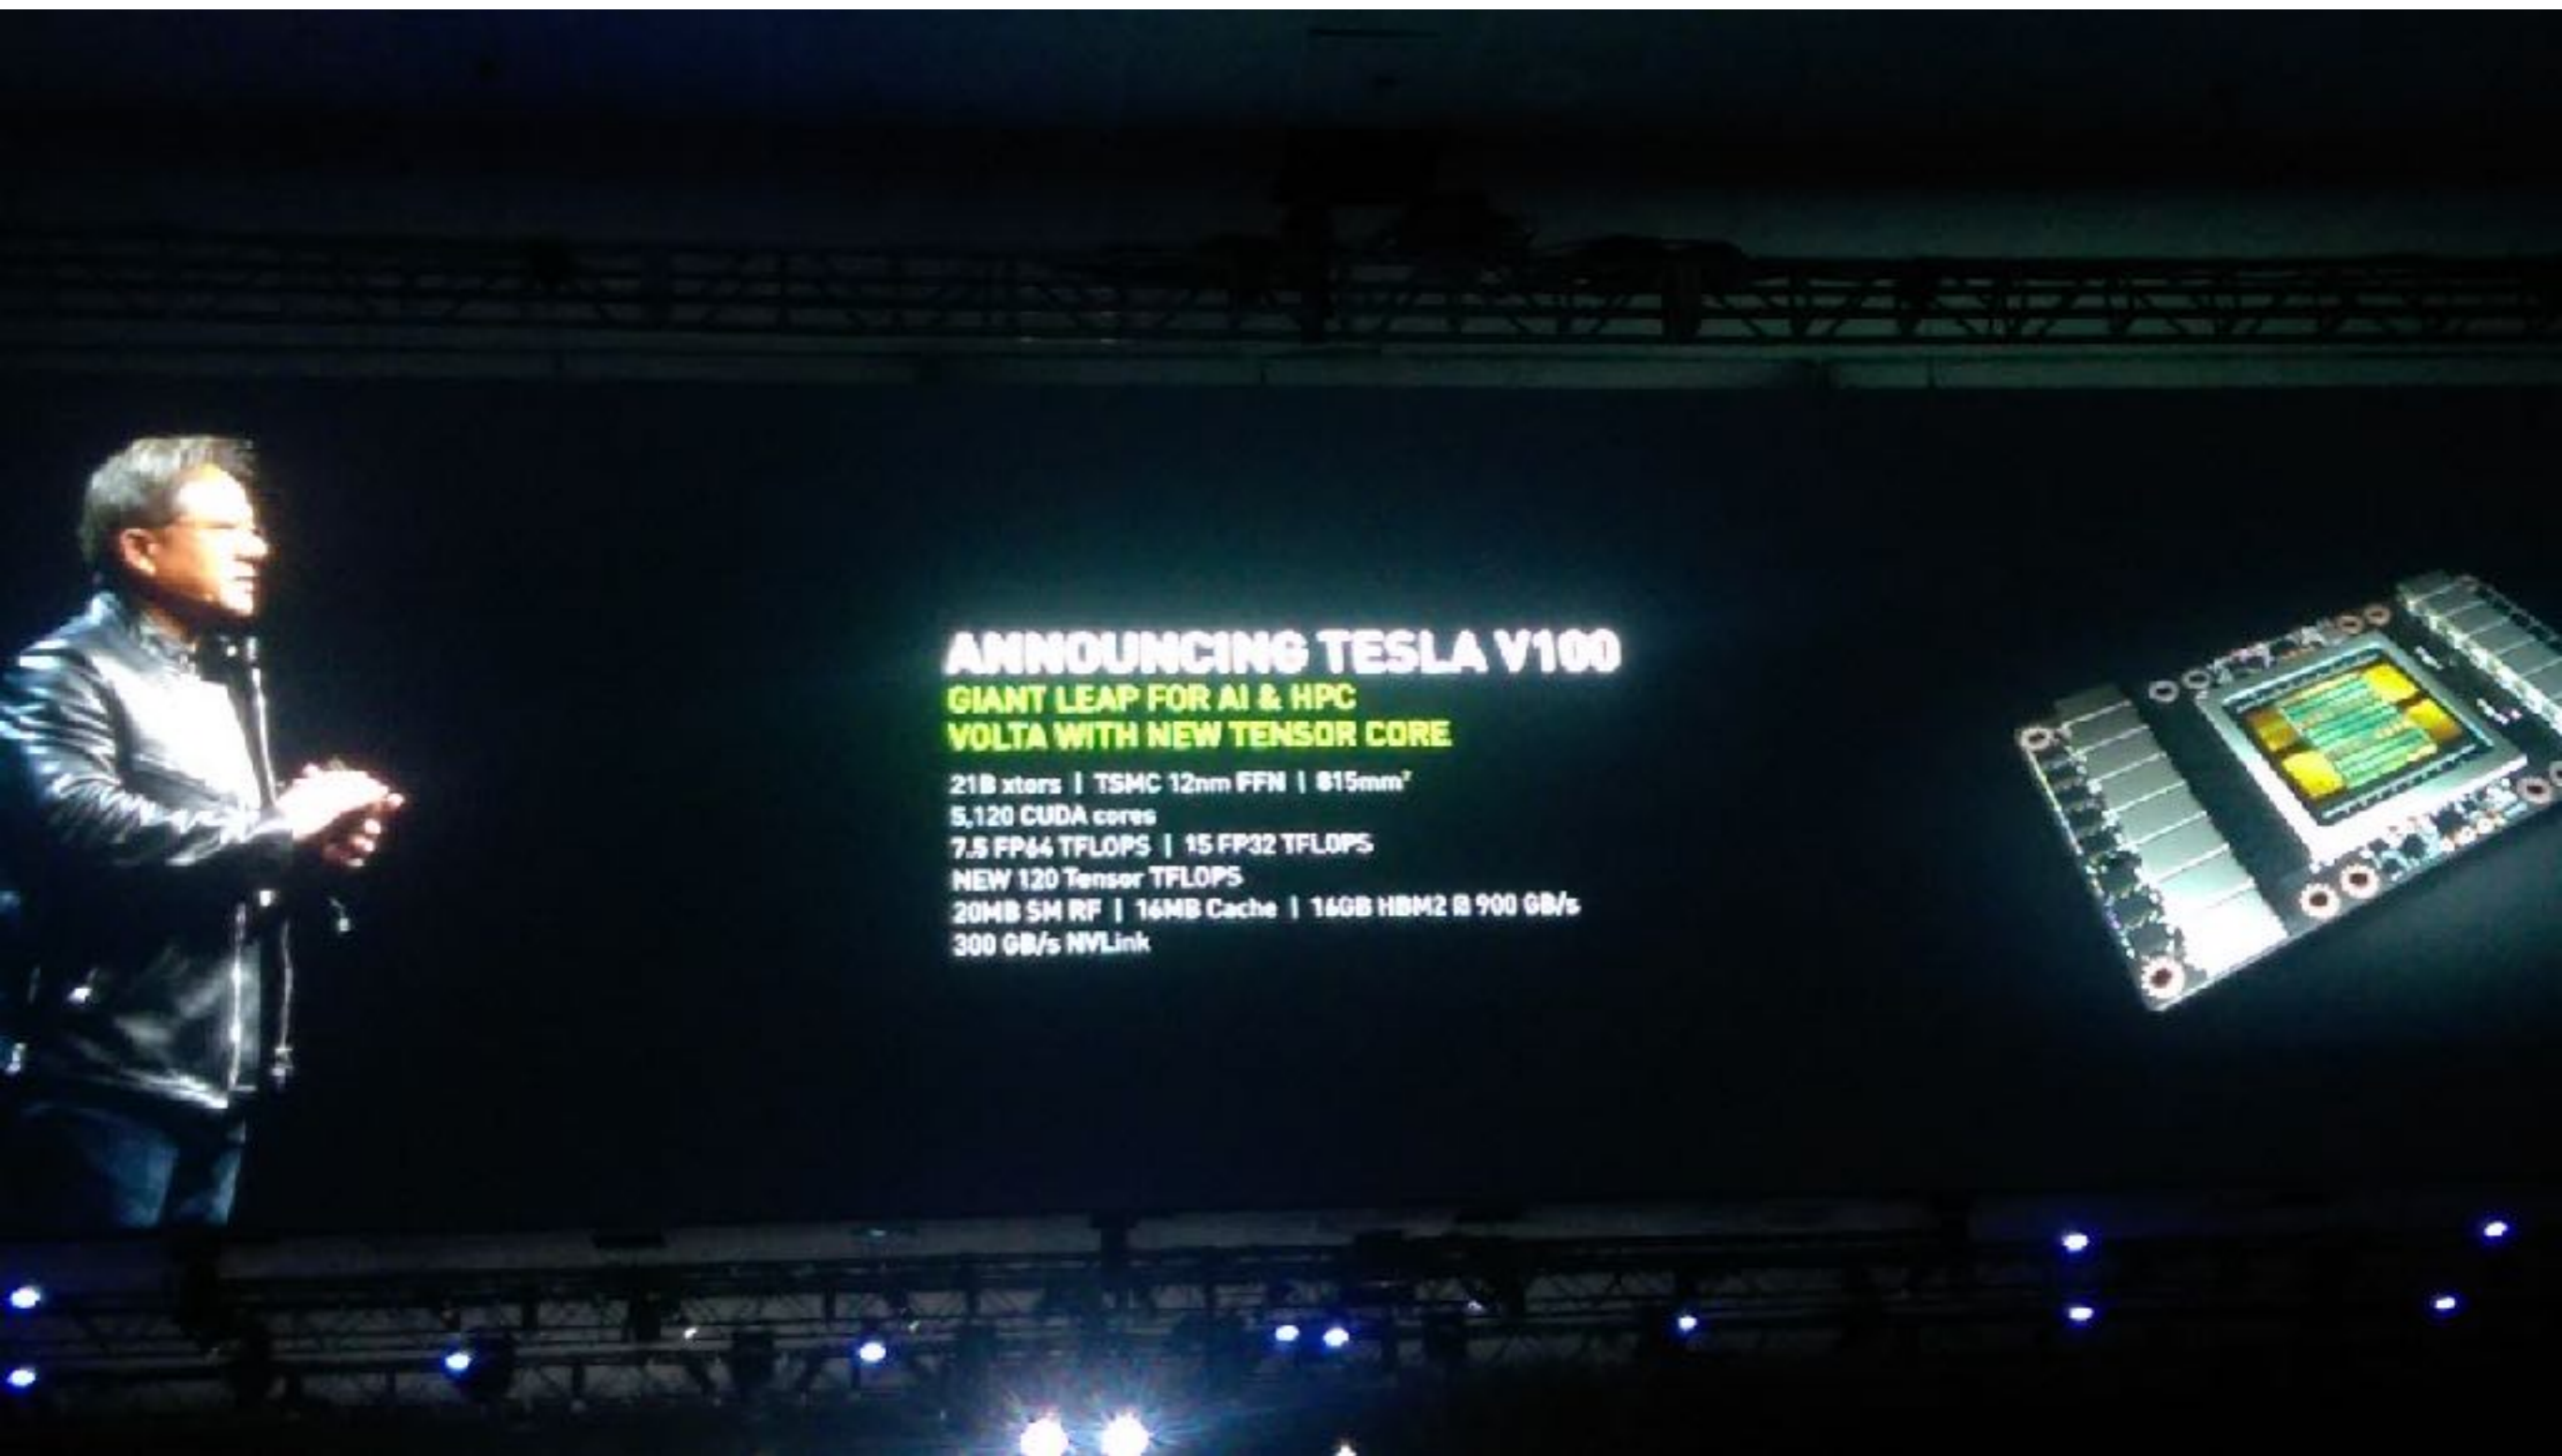 ANNOUNCING TESLA V100
GIANT LEAP FOR AI & HPC
VOLTA WITH NEW TENSOR CORE
21B xtors | TSMC 12nm FFN | 815mm²
5,120 CUDA cores
7.5 FP64 TFLOPS | 15 FP32 TFLOPS
NEW 120 Tensor TFLOPS
20MB SM RF | 16MB Cache | 16GB HBM2 @ 900 GB/s
300 GB/s NVLink